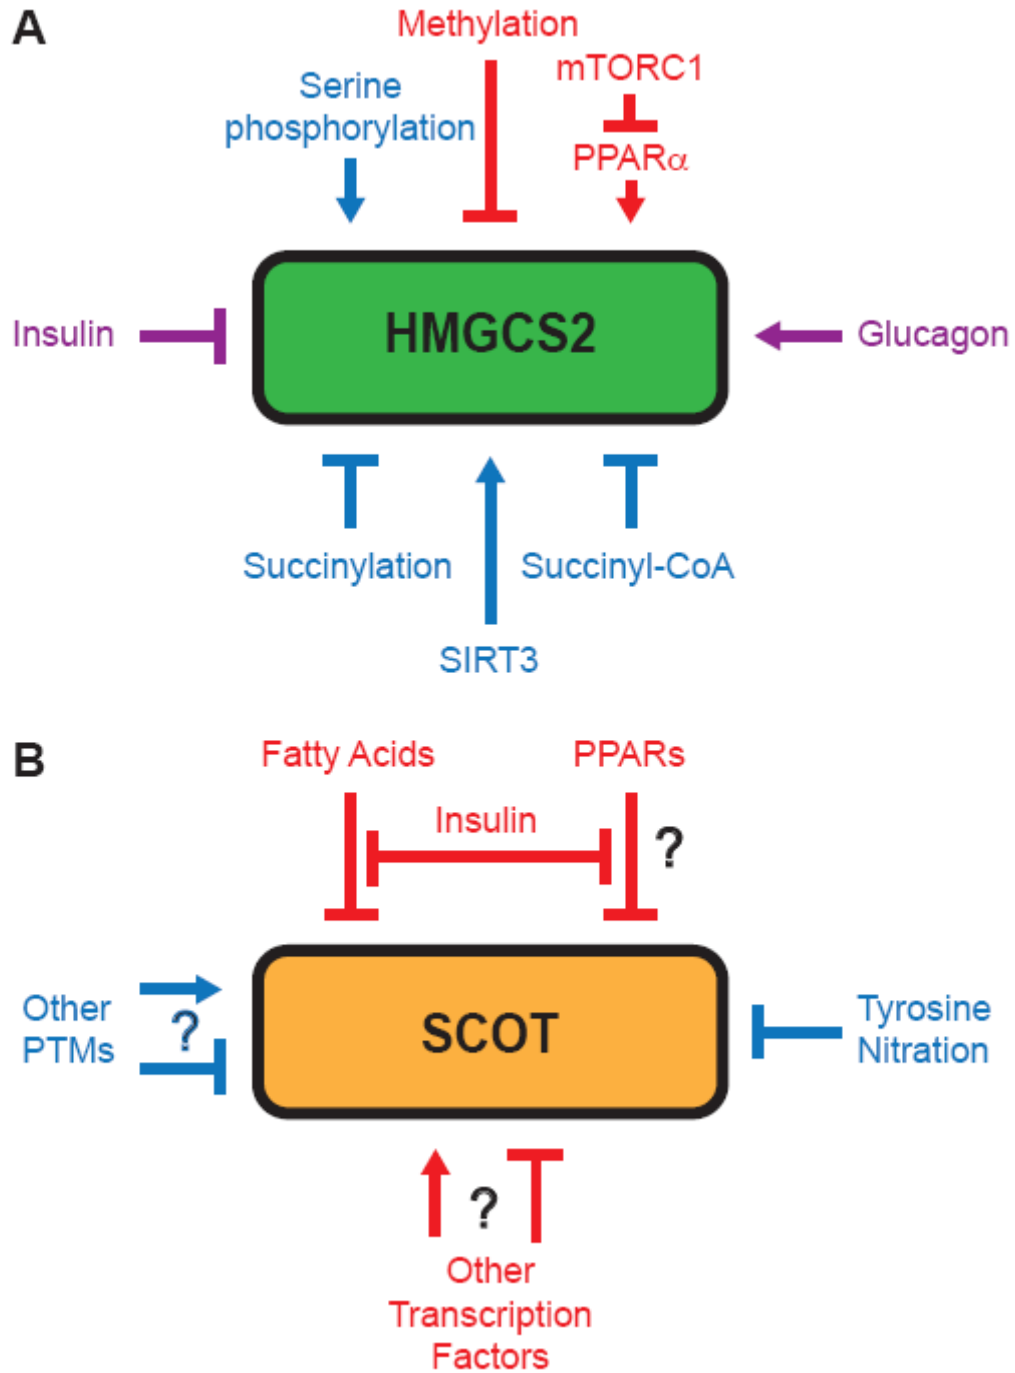 A
Methylation
mTORC1
Serine
phosphorylation
PPARα
Insulin
HMGCS2
Glucagon
Succinylation
Succinyl-CoA
SIRT3
B
Fatty Acids
PPARs
Insulin
?
Other
PTMs
?
SCOT
Tyrosine
Nitration
?
Other
Transcription
Factors